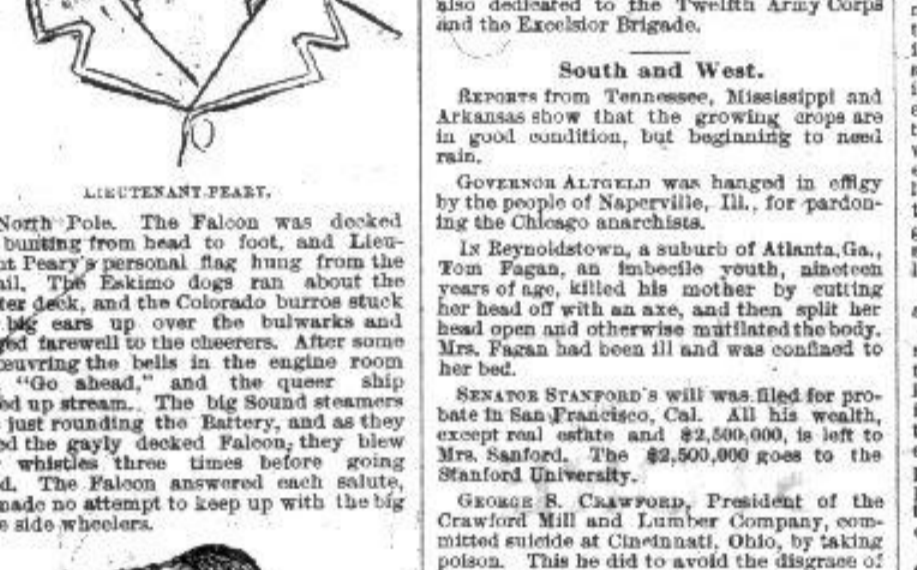 LIEUTENANT PEARY.
North Pole. The Falcon was decked
bunting from head to foot, and Lieu-
nt Peary's personal flag hung from the
ail. The Eskimo dogs ran about the
ter deck, and the Colorado burros stuck
big ears up over the bulwarks and
ged farewell to the cheerers. After some
œuvring the bells in the engine room
"Go ahead," and the queer ship
ed up stream. The big Sound steamers
just rounding the Battery, and as they
ed the gayly decked Falcon, they blew
whistles three times before going
d. The Falcon answered each salute,
made no attempt to keep up with the big
e side wheelers.
also dedicated to the Twelfth Army Corps
and the Excelsior Brigade.
South and West.
REPORTS from Tennessee, Mississippi and
Arkansas show that the growing crops are
in good condition, but beginning to need
rain.
GOVERNOR ALTGELD was hanged in effigy
by the people of Naperville, Ill., for pardon-
ing the Chicago anarchists.
IN Reynoldstown, a suburb of Atlanta, Ga.,
Tom Fagan, an imbecile youth, nineteen
years of age, killed his mother by cutting
her head off with an axe, and then split her
head open and otherwise mutilated the body.
Mrs. Fagan had been ill and was confined to
her bed.
SENATOR STANFORD'S will was filed for pro-
bate in San Francisco, Cal. All his wealth,
except real estate and $2,500,000, is left to
Mrs. Sanford. The $2,500,000 goes to the
Stanford University.
GEORGE S. CRAWFORD, President of the
Crawford Mill and Lumber Company, com-
mitted suicide at Cincinnati, Ohio, by taking
poison. This he did to avoid the disgrace of